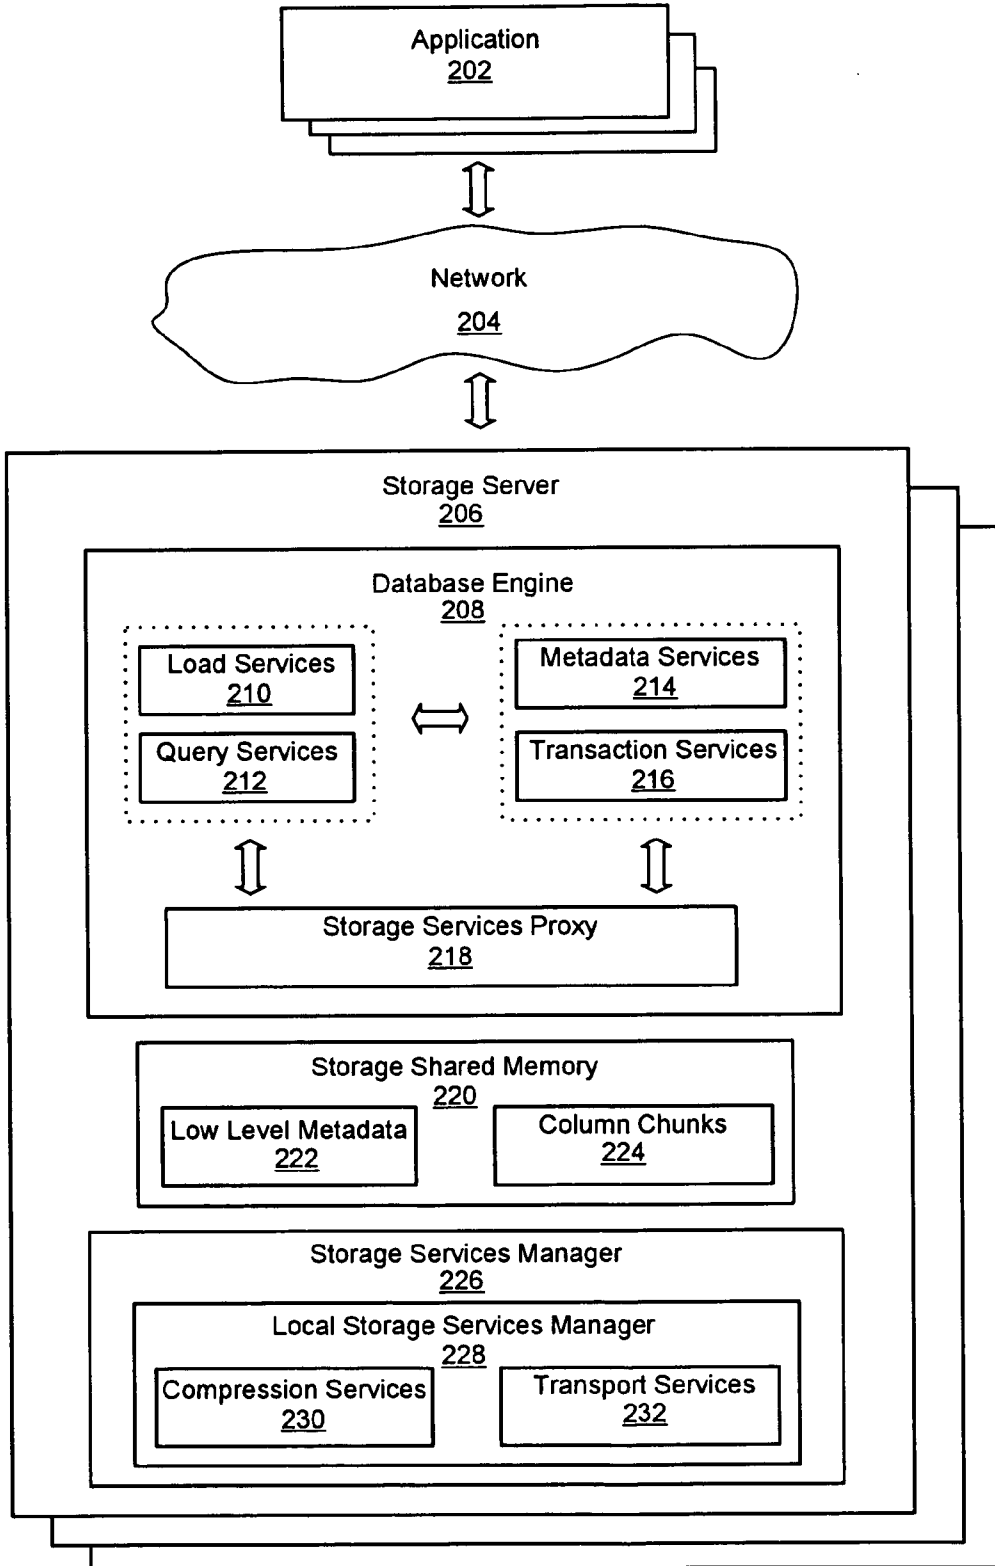 Application
202
Network
204
Storage Server
206
Database Engine
208
Load Services
210
Query Services
212
Metadata Services
214
Transaction Services
216
Storage Services Proxy
218
Storage Shared Memory
220
Low Level Metadata
222
Column Chunks
224
Storage Services Manager
226
Local Storage Services Manager
228
Compression Services
230
Transport Services
232